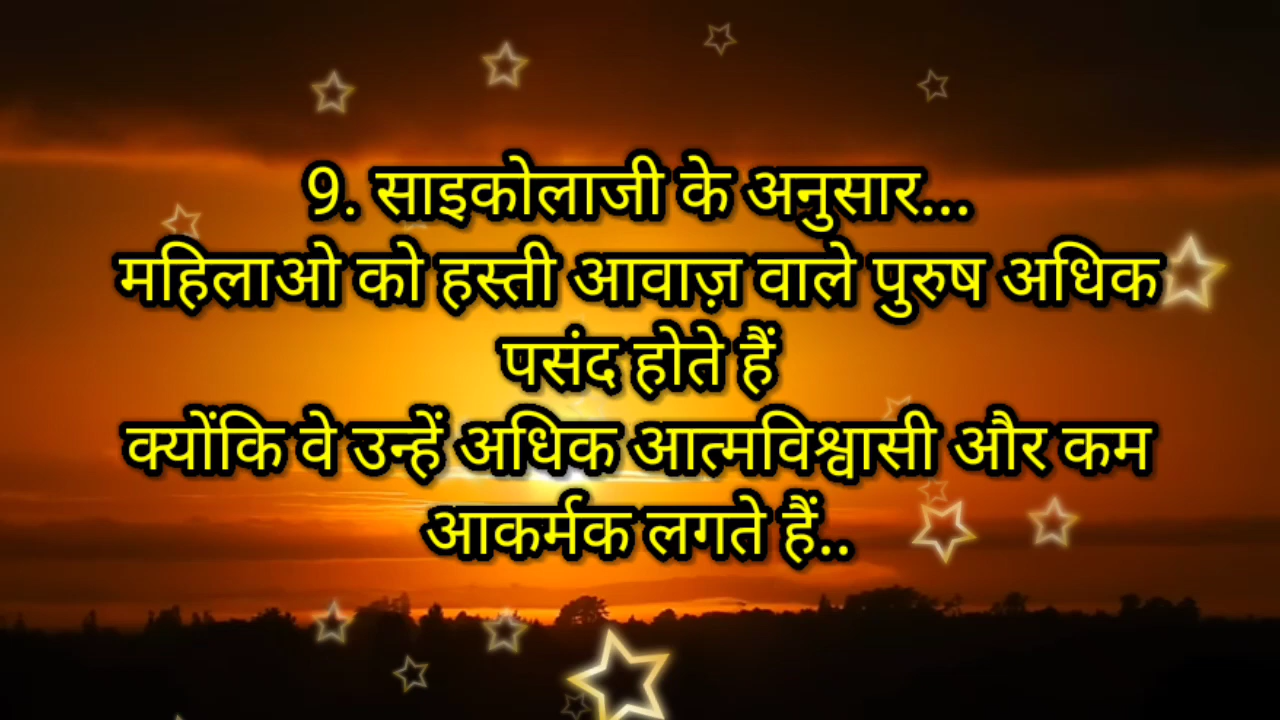 9. साइकोलाजी के अनुसार...
महिलाओ को हस्ती आवाज़ वाले पुरुष अधिक
पसंद होते हैं
क्योंकि वे उन्हें अधिक आत्मविश्वासी और कम
आकर्मक लगते हैं..